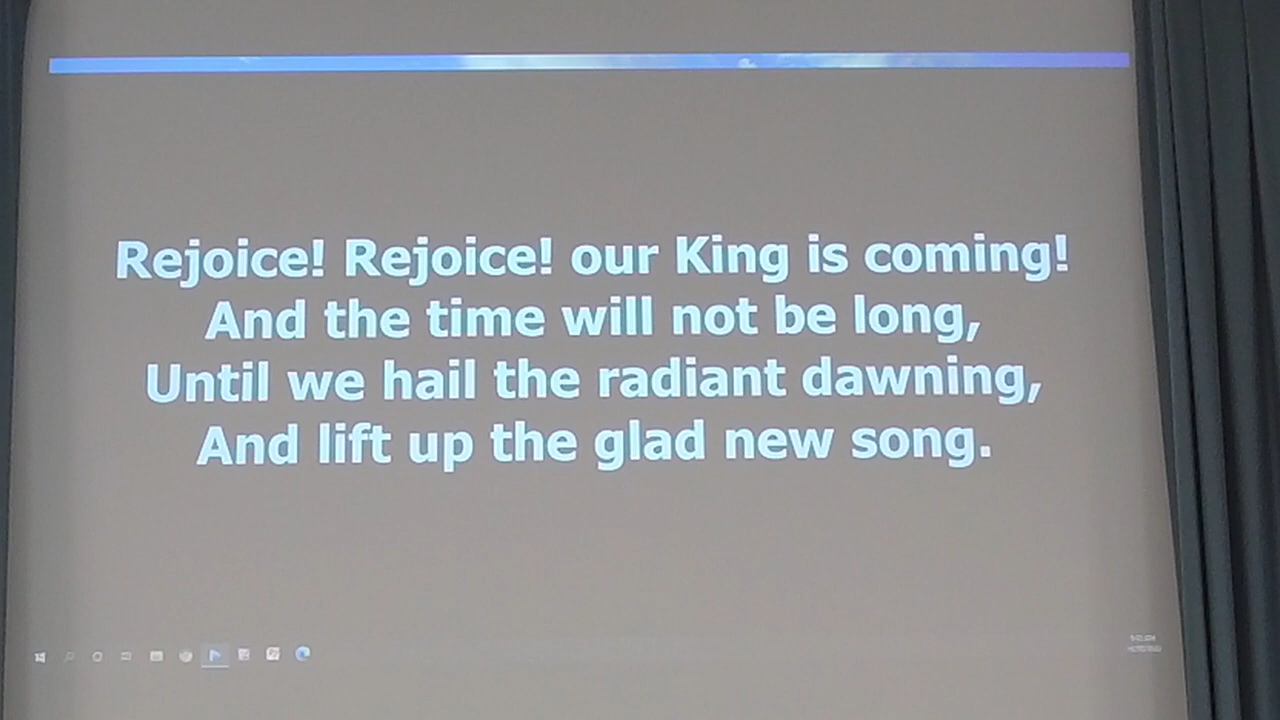 Rejoice! Rejoice! our King is coming!
And the time will not be long,
Until we hail the radiant dawning,
And lift up the glad new song.